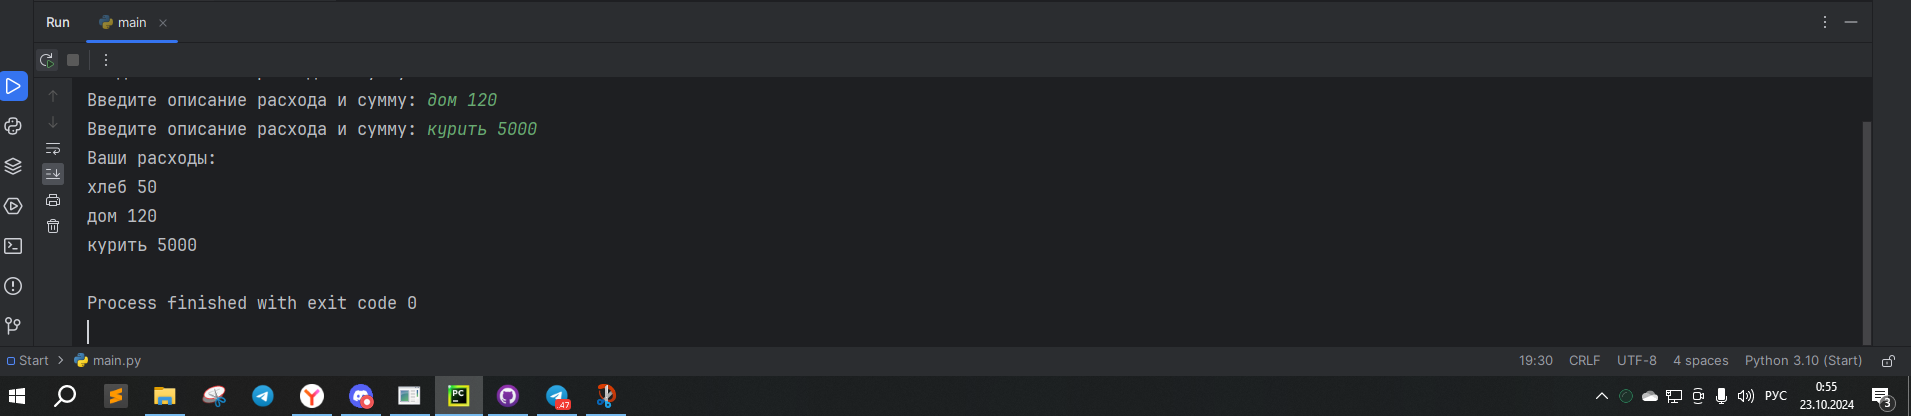 Run main
Введите описание расхода и сумму: дом 120
Введите описание расхода и сумму: курить 5000
Ваши расходы:
хлеб 50
дом 120
курить 5000
Process finished with exit code 0
Start > main.py 19:30 CRLF UTF-8 4 spaces Python 3.10 (Start)
PC 47 РУС 0:55
23.10.2024 3